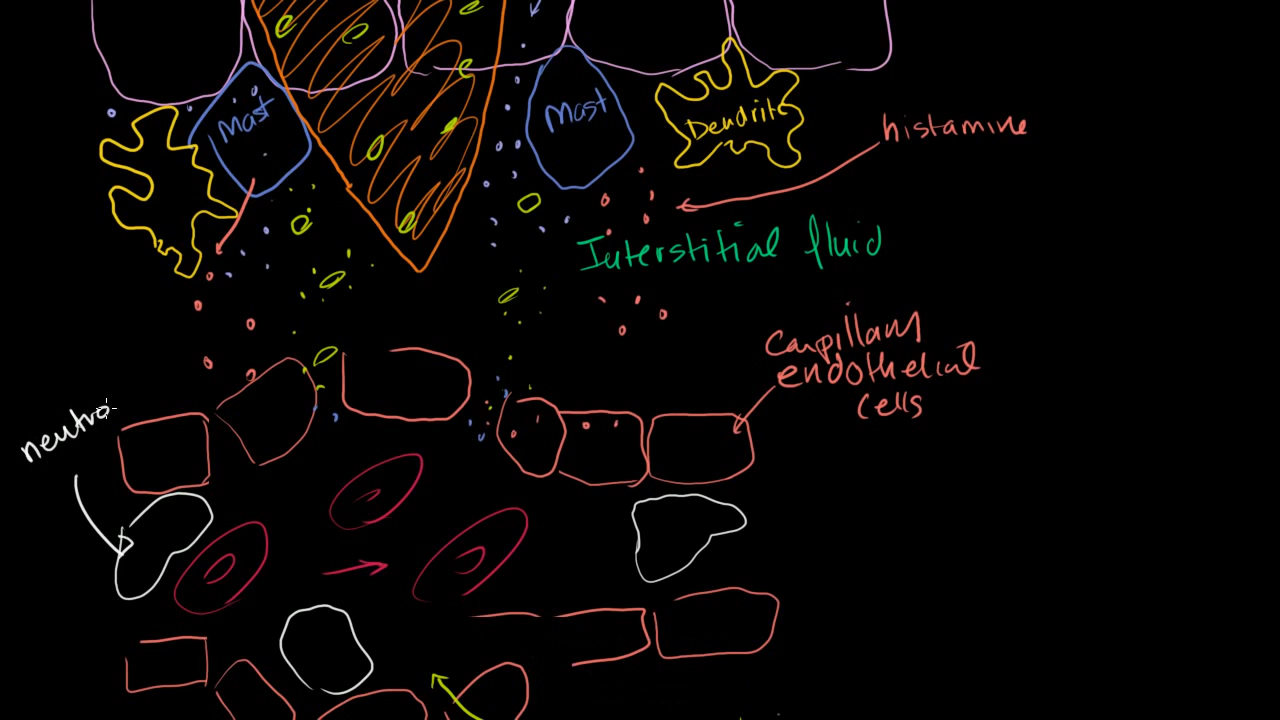 Mast
Mast
Dendrite
histamine
Interstitial fluid
Capillary
endothelial
cells
neutro